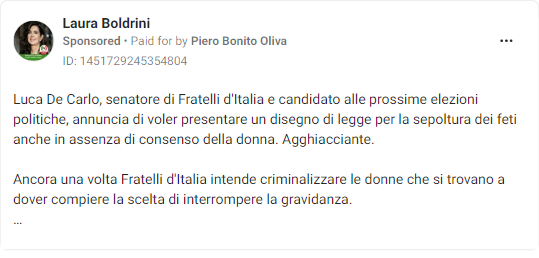 Laura Boldrini
Sponsored • Paid for by Piero Bonito Oliva
ID: 1451729245354804
Luca De Carlo, senatore di Fratelli d'Italia e candidato alle prossime elezioni
politiche, annuncia di voler presentare un disegno di legge per la sepoltura dei feti
anche in assenza di consenso della donna. Agghiacciante.
Ancora una volta Fratelli d'Italia intende criminalizzare le donne che si trovano a
dover compiere la scelta di interrompere la gravidanza.
...